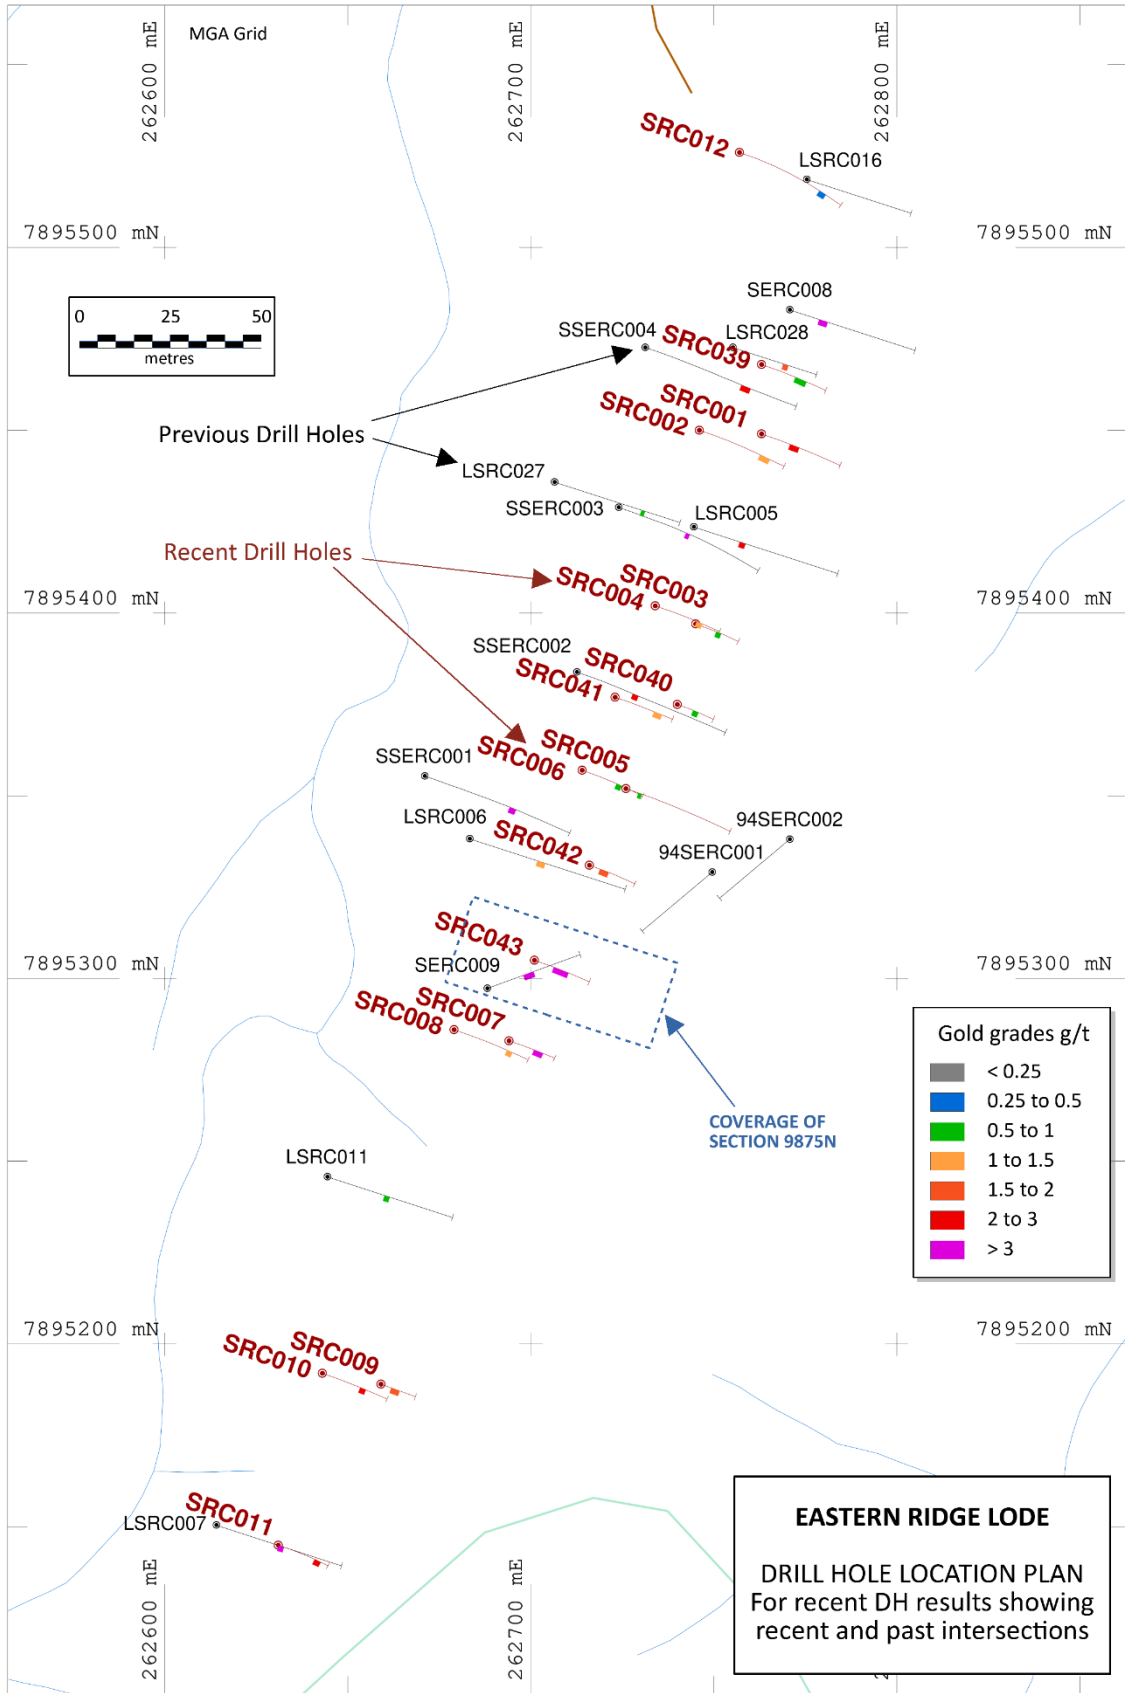 262600 mE
MGA Grid
262700 mE
262800 mE
SRC012
LSRC016
7895500 mN
7895500 mN
SERC008
0 25 50
metres
SSERC004
LSRC028
SRC039
SRC001
SRC002
Previous Drill Holes
LSRC027
SSERC003
LSRC005
Recent Drill Holes
SRC003
SRC004
7895400 mN
7895400 mN
SSERC002
SRC040
SRC041
SRC005
SRC006
SSERC001
LSRC006
94SERC002
SRC042
94SERC001
SRC043
SERC009
7895300 mN
7895300 mN
SRC007
SRC008
Gold grades g/t
< 0.25
0.25 to 0.5
0.5 to 1
1 to 1.5
1.5 to 2
2 to 3
> 3
COVERAGE OF
SECTION 9875N
LSRC011
7895200 mN
7895200 mN
SRC009
SRC010
SRC011
LSRC007
EASTERN RIDGE LODE
DRILL HOLE LOCATION PLAN
For recent DH results showing
recent and past intersections
262600 mE
262700 mE